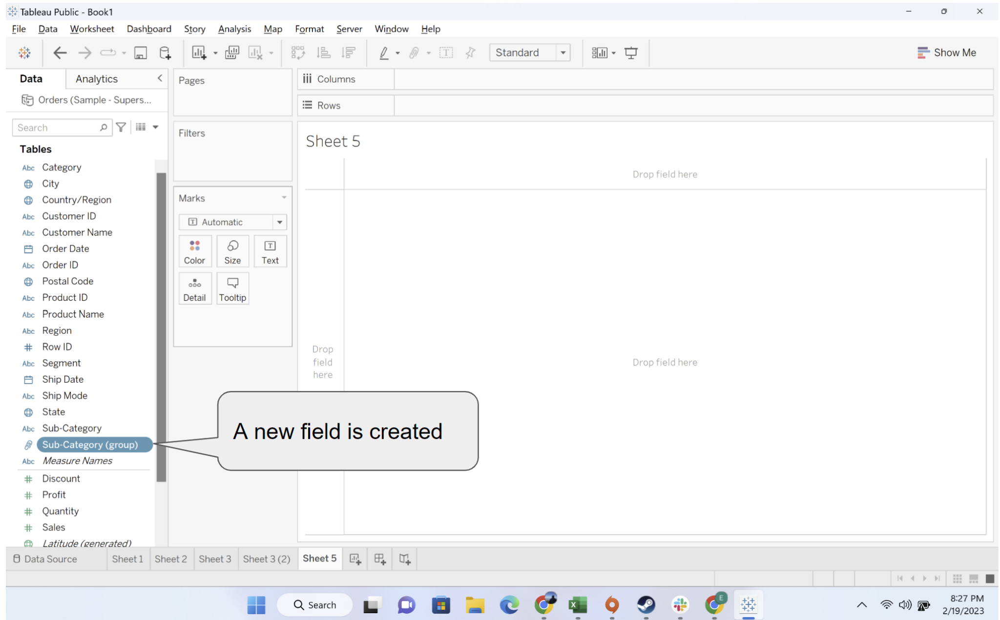 Tableau Public - Book1
File Data Worksheet Dashboard Story Analysis Map Format Server Window Help
Standard
Show Me
Data Analytics
Orders (Sample - Supers...
Search
Tables
Abc Category
City
Country/Region
Abc Customer ID
Abc Customer Name
Order Date
Abc Order ID
Postal Code
Abc Product ID
Abc Product Name
Abc Region
# Row ID
Abc Segment
Ship Date
Abc Ship Mode
State
Abc Sub-Category
Sub-Category (group)
Abc Measure Names
# Discount
# Profit
# Quantity
# Sales
Latitude (generated)
Pages
Filters
Marks
T Automatic
Color
Size
T Text
Detail
Tooltip
Columns
Rows
Sheet 5
Drop field here
Drop
field
here
Drop field here
A new field is created
Data Source Sheet 1 Sheet 2 Sheet 3 Sheet 3 (2) Sheet 5
Search
E
8:27 PM
2/19/2023